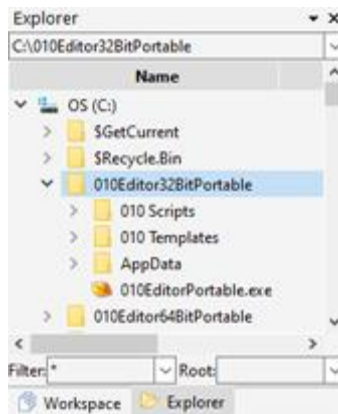 Explorer
C:\010Editor32BitPortable
Name
OS (C:)
$GetCurrent
$Recycle.Bin
010Editor32BitPortable
010 Scripts
010 Templates
AppData
010EditorPortable.exe
010Editor64BitPortable
Filter: * Root:
Workspace Explorer